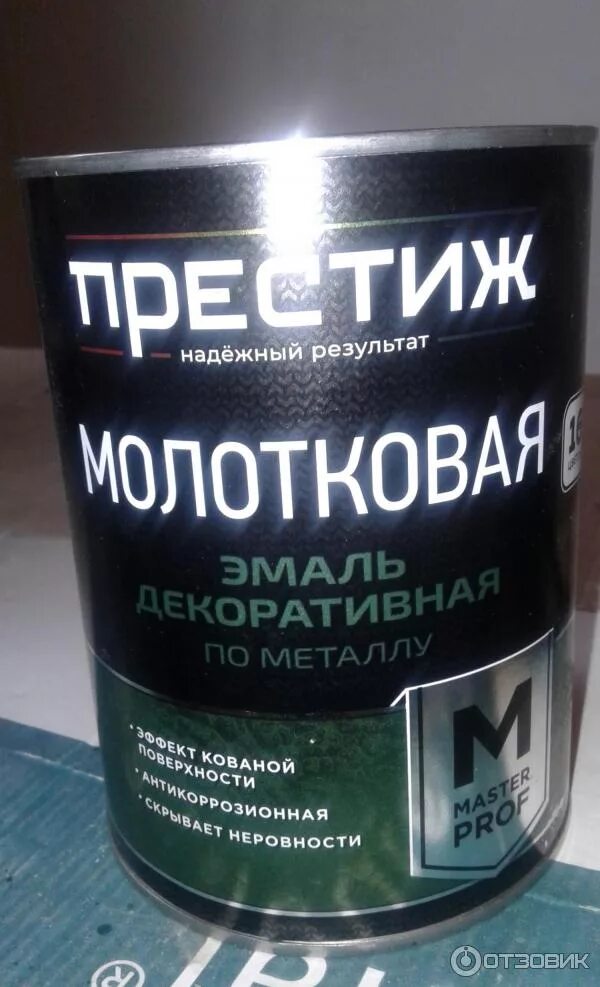 ПРЕСТИЖ
надёжный результат
МОЛОТКОВАЯ
ЭМАЛЬ
ДЕКОРАТИВНАЯ
ПО МЕТАЛЛУ
• ЭФФЕКТ КОВАНОЙ
ПОВЕРХНОСТИ
• АНТИКОРРОЗИОННАЯ
• СКРЫВАЕТ НЕРОВНОСТИ
M
MASTER
PROF
®
ОТЗОВИК